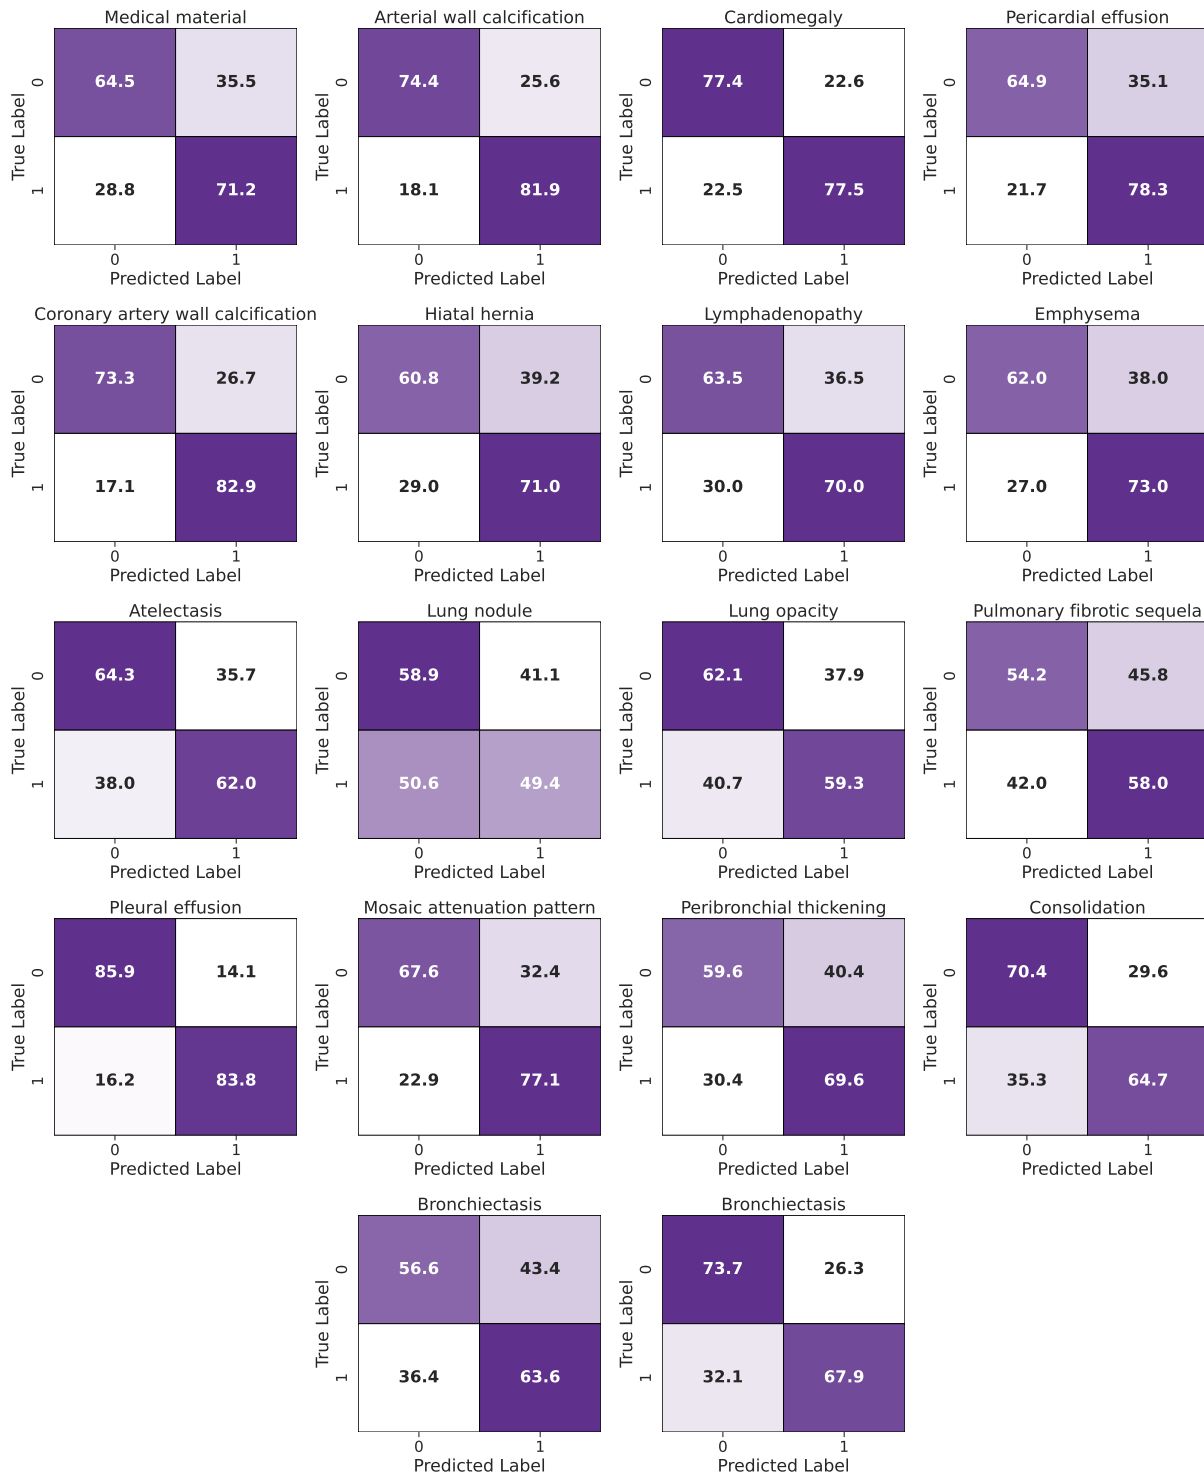 Medical material
True Label
0
64.5 35.5
1
28.8 71.2
0 1
Predicted Label
Arterial wall calcification
True Label
0
74.4 25.6
1
18.1 81.9
0 1
Predicted Label
Cardiomegaly
True Label
0
77.4 22.6
1
22.5 77.5
0 1
Predicted Label
Pericardial effusion
True Label
0
64.9 35.1
1
21.7 78.3
0 1
Predicted Label
Coronary artery wall calcification
True Label
0
73.3 26.7
1
17.1 82.9
0 1
Predicted Label
Hiatal hernia
True Label
0
60.8 39.2
1
29.0 71.0
0 1
Predicted Label
Lymphadenopathy
True Label
0
63.5 36.5
1
30.0 70.0
0 1
Predicted Label
Emphysema
True Label
0
62.0 38.0
1
27.0 73.0
0 1
Predicted Label
Atelectasis
True Label
0
64.3 35.7
1
38.0 62.0
0 1
Predicted Label
Lung nodule
True Label
0
58.9 41.1
1
50.6 49.4
0 1
Predicted Label
Lung opacity
True Label
0
62.1 37.9
1
40.7 59.3
0 1
Predicted Label
Pulmonary fibrotic sequela
True Label
0
54.2 45.8
1
42.0 58.0
0 1
Predicted Label
Pleural effusion
True Label
0
85.9 14.1
1
16.2 83.8
0 1
Predicted Label
Mosaic attenuation pattern
True Label
0
67.6 32.4
1
22.9 77.1
0 1
Predicted Label
Peribronchial thickening
True Label
0
59.6 40.4
1
30.4 69.6
0 1
Predicted Label
Consolidation
True Label
0
70.4 29.6
1
35.3 64.7
0 1
Predicted Label
Bronchiectasis
True Label
0
56.6 43.4
1
36.4 63.6
0 1
Predicted Label
Bronchiectasis
True Label
0
73.7 26.3
1
32.1 67.9
0 1
Predicted Label